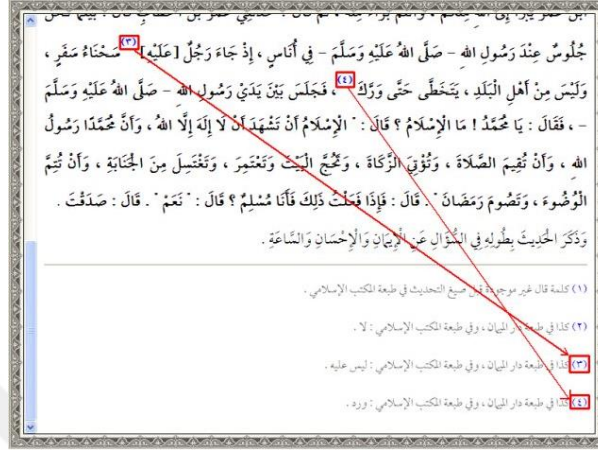 جُلُوسٌ عِنْدَ رَسُولِ اللهِ - صَلَّى اللهُ عَلَيْهِ وَسَلَّمَ - فِي أُنَاسٍ ، إِذْ جَاءَ رَجُلٌ [عَلَيْهِ] (٣) سَحْنَاءُ سَفَرٍ ،
وَلَيْسَ مِنْ أَهْلِ الْبَلَدِ ، يَتَخَطَّى حَتَّى وَرَّكَ (٤) ، فَجَلَسَ بَيْنَ يَدَيْ رَسُولِ اللهِ - صَلَّى اللهُ عَلَيْهِ وَسَلَّمَ
- ، فَقَالَ : يَا مُحَمَّدُ ! مَا الْإِسْلَامُ ؟ قَالَ : " الْإِسْلَامُ أَنْ تَشْهَدَ أَنْ لَا إِلَهَ إِلَّا اللهُ ، وَأَنَّ مُحَمَّدًا رَسُولُ
اللهِ ، وَأَنْ تُقِيمَ الصَّلَاةَ ، وَتُؤْتِيَ الزَّكَاةَ ، وَتَحُجَّ الْبَيْتَ وَتَعْتَمِرَ ، وَتَغْتَسِلَ مِنَ الْجَنَابَةِ ، وَأَنْ تُتِمَّ
الْوُضُوءَ ، وَتَصُومَ رَمَضَانَ " . قَالَ : فَإِذَا فَعَلْتُ ذَلِكَ فَأَنَا مُسْلِمٌ ؟ قَالَ : " نَعَمْ " . قَالَ : صَدَقْتَ .
وَذَكَرَ الْحَدِيثَ بِطُولِهِ فِي السُّؤَالِ عَنِ الْإِيمَانِ وَالْإِحْسَانِ وَالسَّاعَةِ .
(١) كلمة قال غير موجودة قبل صيغ التحديث في طبعة المكتب الإسلامي .
(٢) كذا في طبعة دار الميمان ، وفي طبعة المكتب الإسلامي : لا .
(٣) كذا في طبعة دار الميمان ، وفي طبعة المكتب الإسلامي : ليس عليه .
(٤) كذا في طبعة دار الميمان ، وفي طبعة المكتب الإسلامي : ورد .